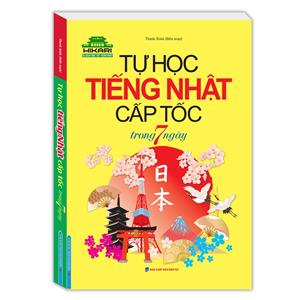 Thanh Xuân (Biên soạn)
HIKARI
TỰ HỌC
TIẾNG NHẬT
CẤP TỐC
trong 7 ngày
日本
Tự học tiếng Nhật cấp tốc trong 7 ngày